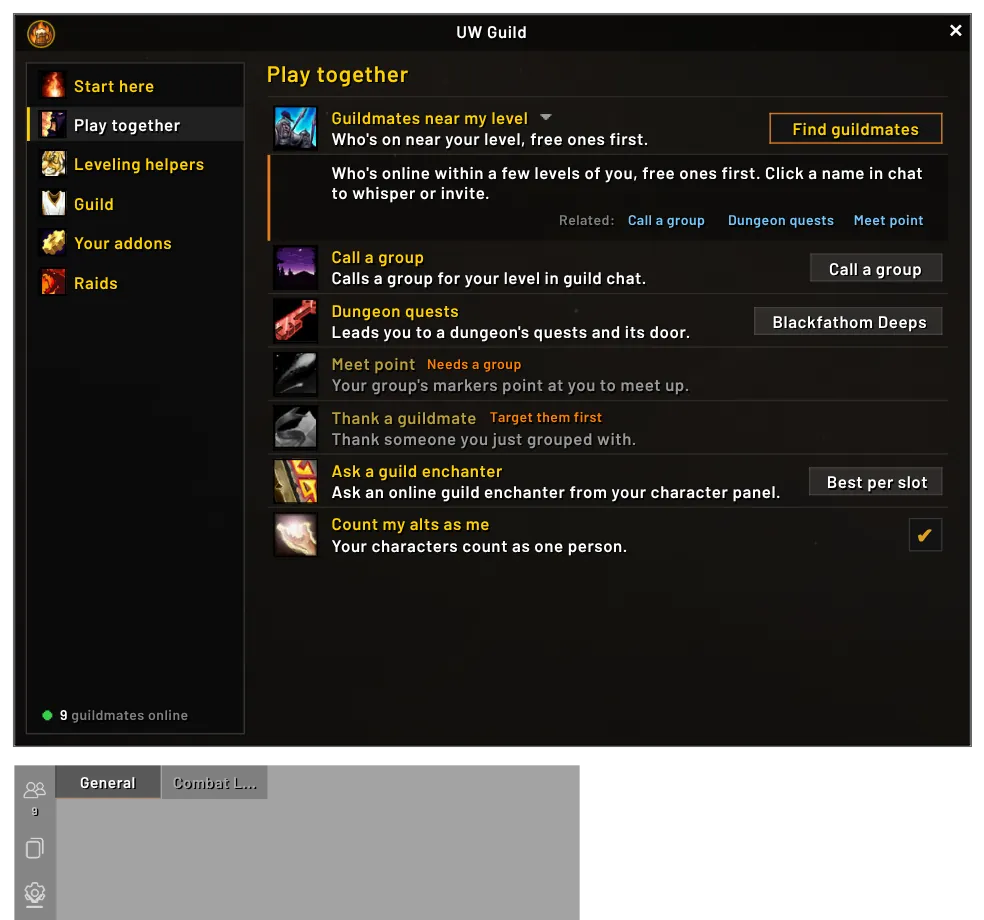 UW Guild
Start here
Play together
Leveling helpers
Guild
Your addons
Raids
9 guildmates online
Play together
Guildmates near my level
Who's on near your level, free ones first.
Find guildmates
Who's online within a few levels of you, free ones first. Click a name in chat
to whisper or invite.
Related: Call a group Dungeon quests Meet point
Call a group
Calls a group for your level in guild chat.
Call a group
Dungeon quests
Leads you to a dungeon's quests and its door.
Blackfathom Deeps
Meet point Needs a group
Your group's markers point at you to meet up.
Thank a guildmate Target them first
Thank someone you just grouped with.
Ask a guild enchanter
Ask an online guild enchanter from your character panel.
Best per slot
Count my alts as me
Your characters count as one person.
General
Combat L...
9